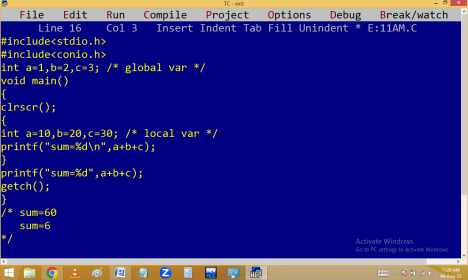 TC - exit
File Edit Run Compile Project Options Debug Break/watch
Line 16 Col 3 Insert Indent Tab Fill Unindent * E:11AM.C
#include<stdio.h>
#include<conio.h>
int a=1,b=2,c=3; /* global var */
void main()
{
clrscr();
{
int a=10,b=20,c=30; /* local var */
printf("sum=%d\n",a+b+c);
}
printf("sum=%d",a+b+c);
getch();
}
/* sum=60
sum=6
*/
Activate Windows
Go to PC settings to activate Windows.